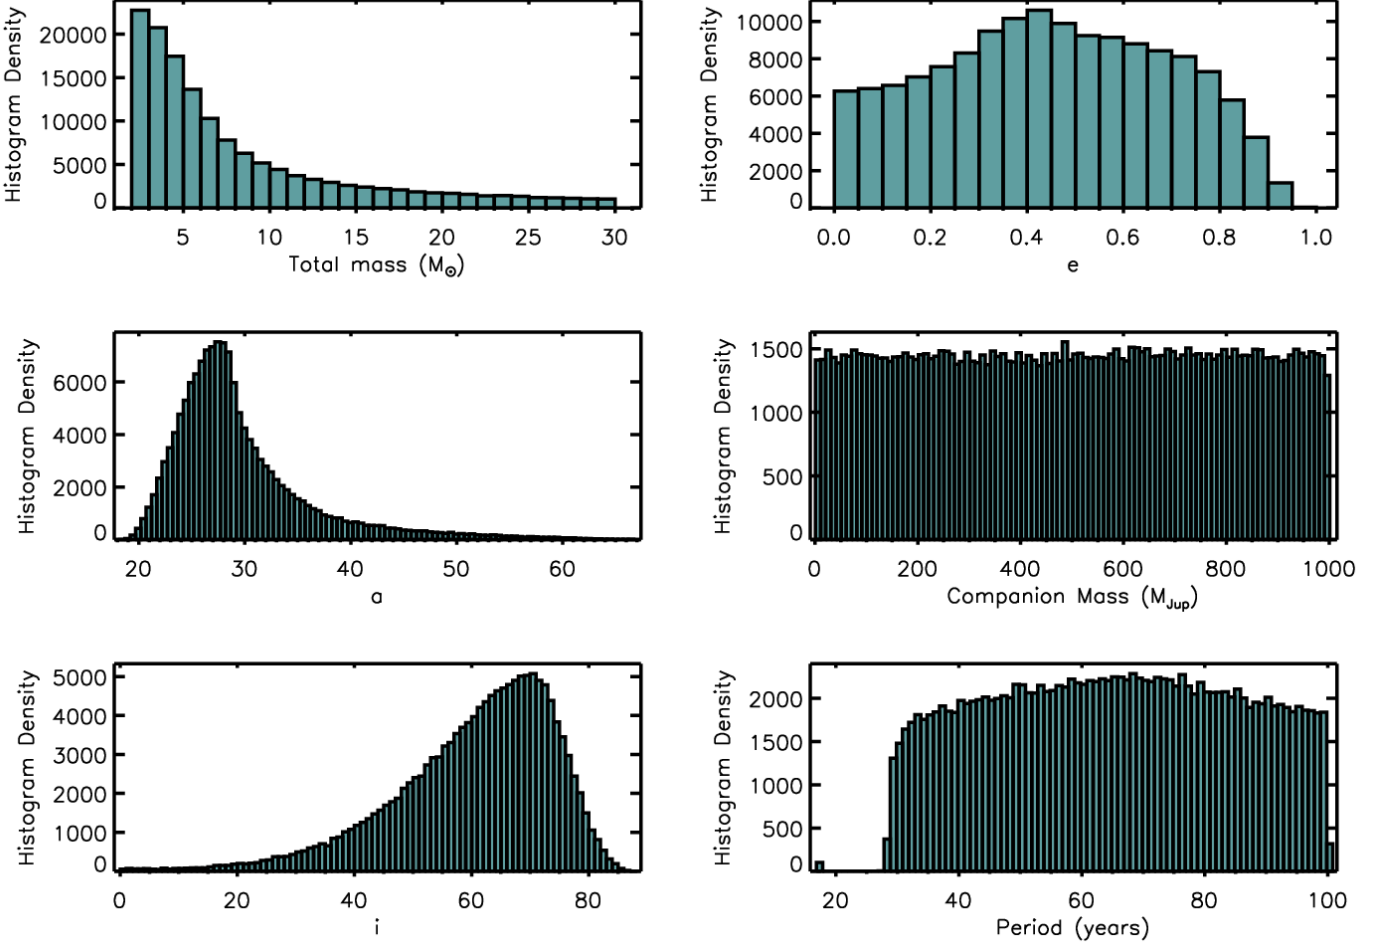 Histogram Density
20000
15000
10000
5000
0
5 10 15 20 25 30
Total mass (M⊙)
Histogram Density
10000
8000
6000
4000
2000
0
0.0 0.2 0.4 0.6 0.8 1.0
e
Histogram Density
6000
4000
2000
0
20 30 40 50 60
a
Histogram Density
1500
1000
500
0
0 200 400 600 800 1000
Companion Mass (MJup)
Histogram Density
5000
4000
3000
2000
1000
0
0 20 40 60 80
i
Histogram Density
2000
1500
1000
500
0
20 40 60 80 100
Period (years)